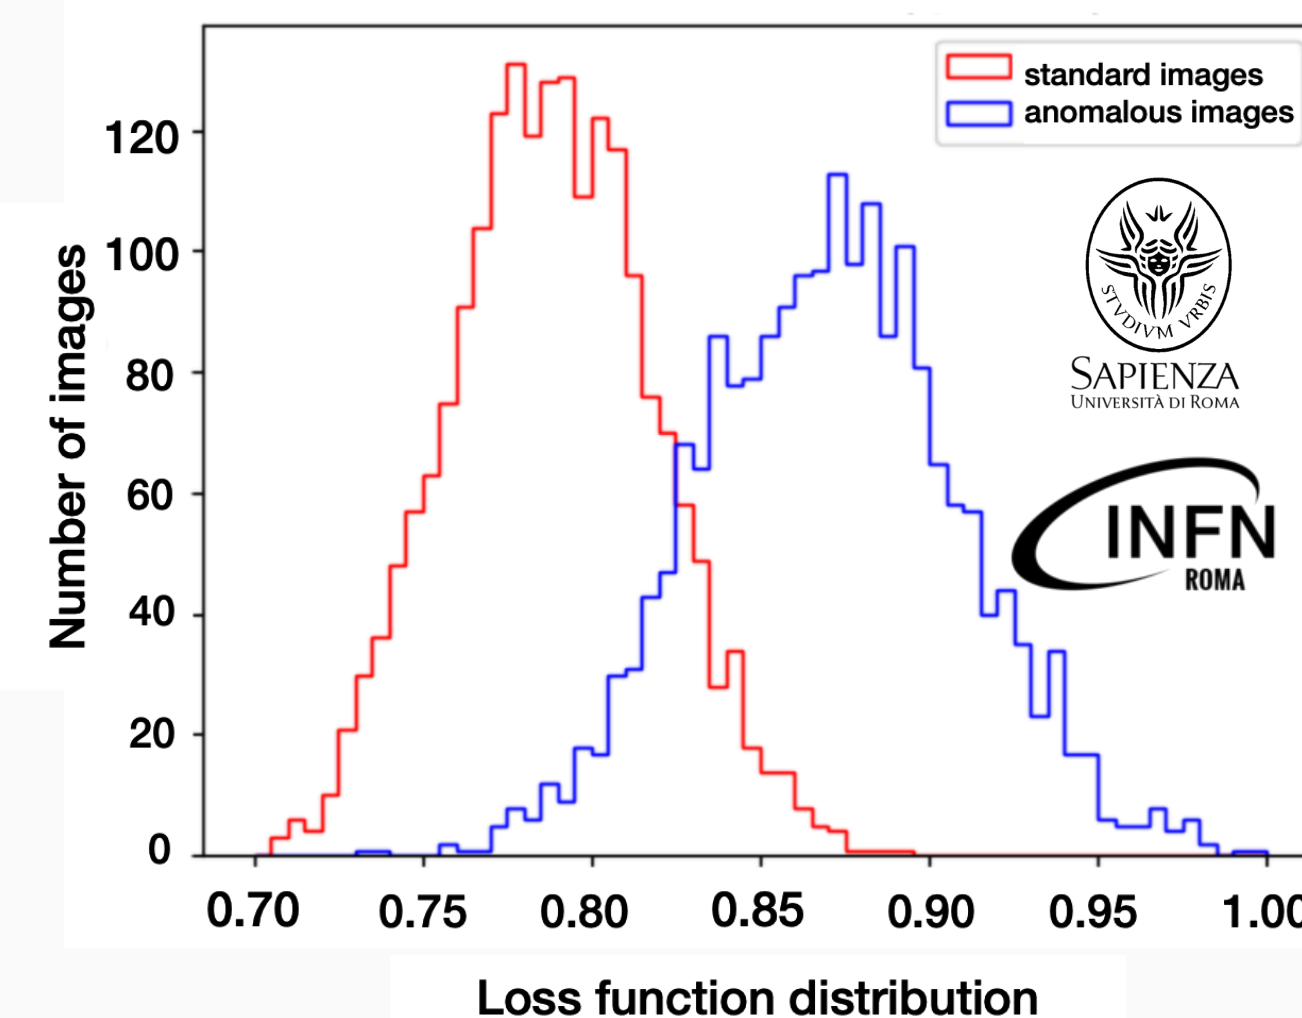 standard images
anomalous images
120
100
80
60
40
20
0
Number of images
STVDIVM VRBIS
SAPIENZA
UNIVERSITÀ DI ROMA
INFN
ROMA
0.70 0.75 0.80 0.85 0.90 0.95 1.00
Loss function distribution